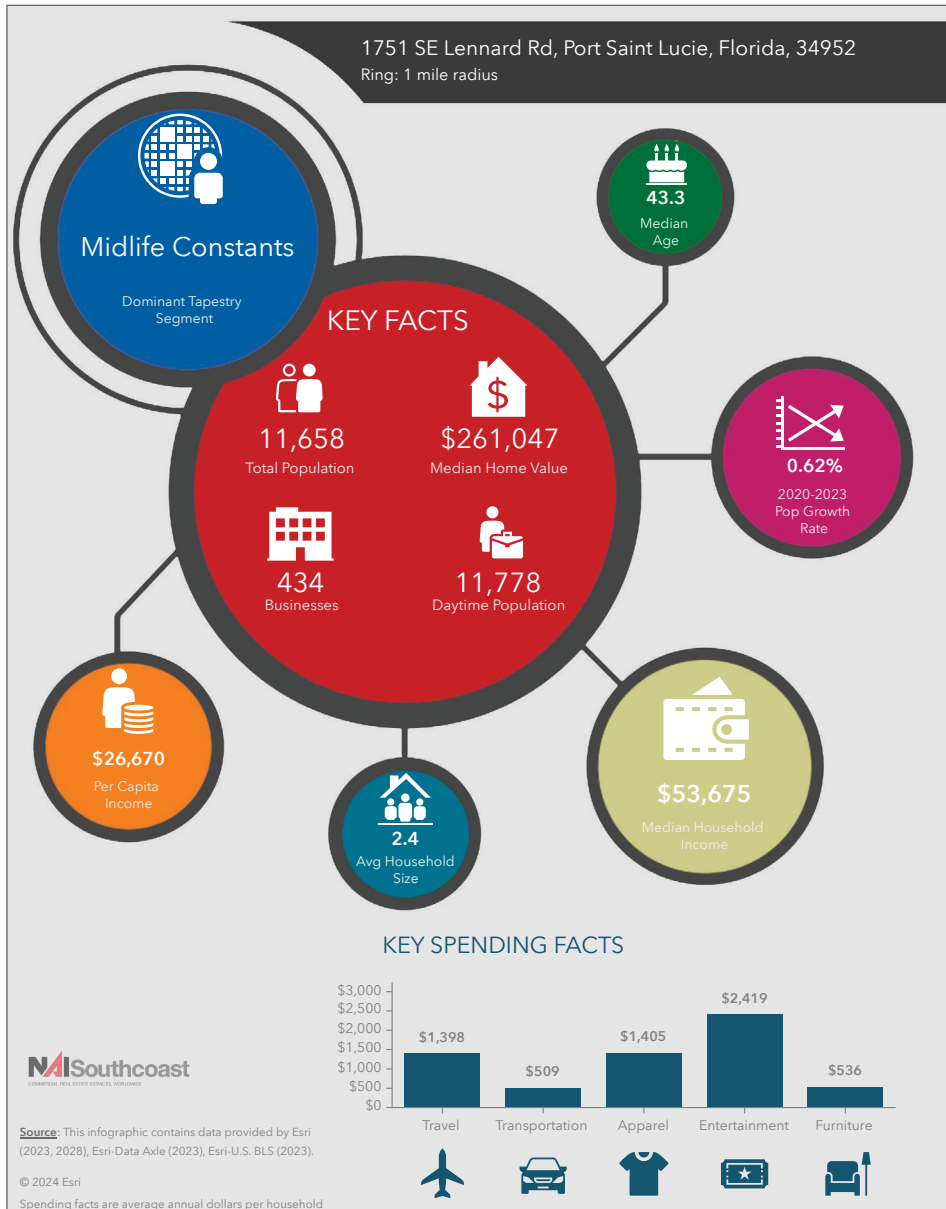 1751 SE Lennard Rd, Port Saint Lucie, Florida, 34952
Ring: 1 mile radius
Midlife Constants
Dominant Tapestry
Segment
43.3
Median
Age
KEY FACTS
11,658
Total Population
$261,047
Median Home Value
434
Businesses
11,778
Daytime Population
0.62%
2020-2023
Pop Growth
Rate
$26,670
Per Capita
Income
2.4
Avg Household
Size
$53,675
Median Household
Income
KEY SPENDING FACTS
$3,000
$2,500
$2,000
$1,500
$1,000
$500
$0
$1,398
$509
$1,405
$2,419
$536
Travel
Transportation
Apparel
Entertainment
Furniture
NAISouthcoast
COMMERCIAL REAL ESTATE SERVICES, WORLDWIDE
Source: This infographic contains data provided by Esri
(2023, 2028), Esri-Data Axle (2023), Esri-U.S. BLS (2023).
© 2024 Esri
Spending facts are average annual dollars per household